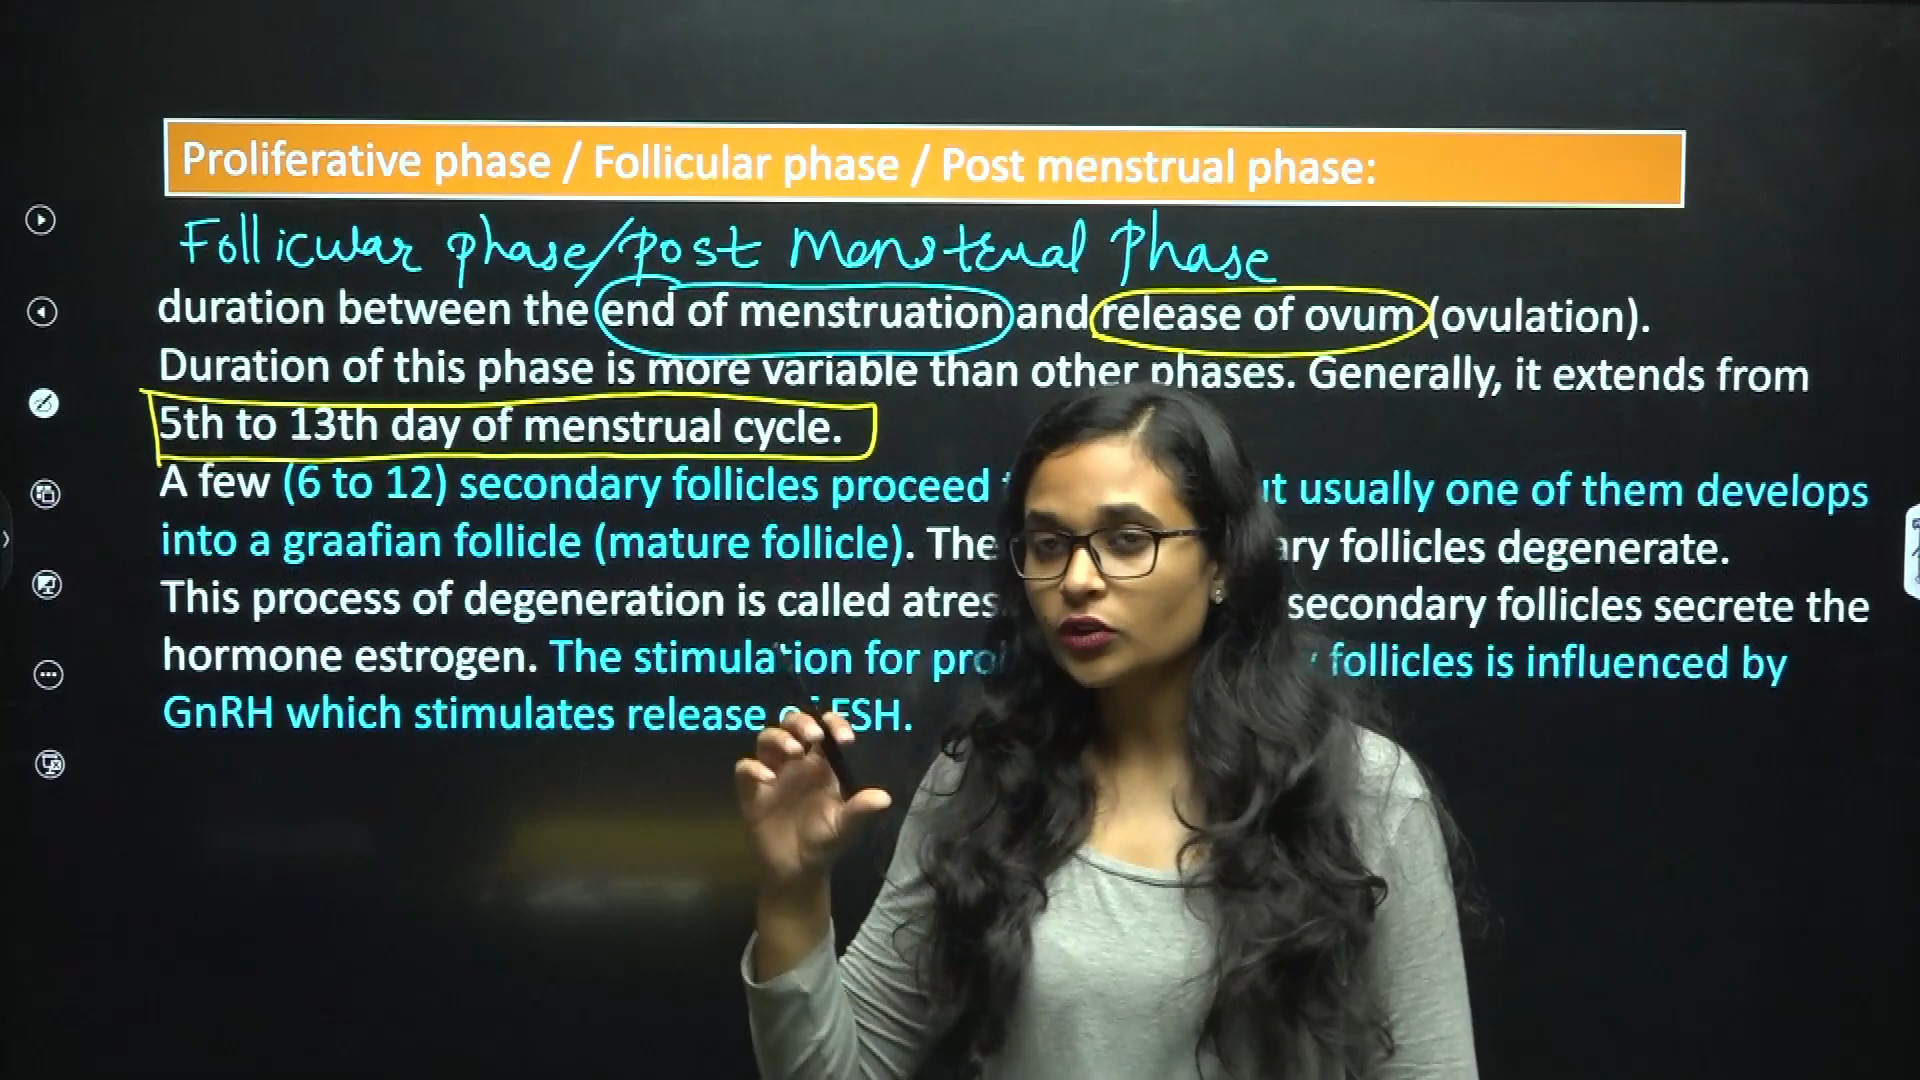 Proliferative phase / Follicular phase / Post menstrual phase:
Follicular phase/post Menstrual Phase
duration between the end of menstruation and release of ovum (ovulation).
Duration of this phase is more variable than other phases. Generally, it extends from
5th to 13th day of menstrual cycle.
A few (6 to 12) secondary follicles proceed usually one of them develops
into a graafian follicle (mature follicle). The follicles degenerate.
This process of degeneration is called secondary follicles secrete the
hormone estrogen. The stimulation for follicles is influenced by
GnRH which stimulates release of FSH.